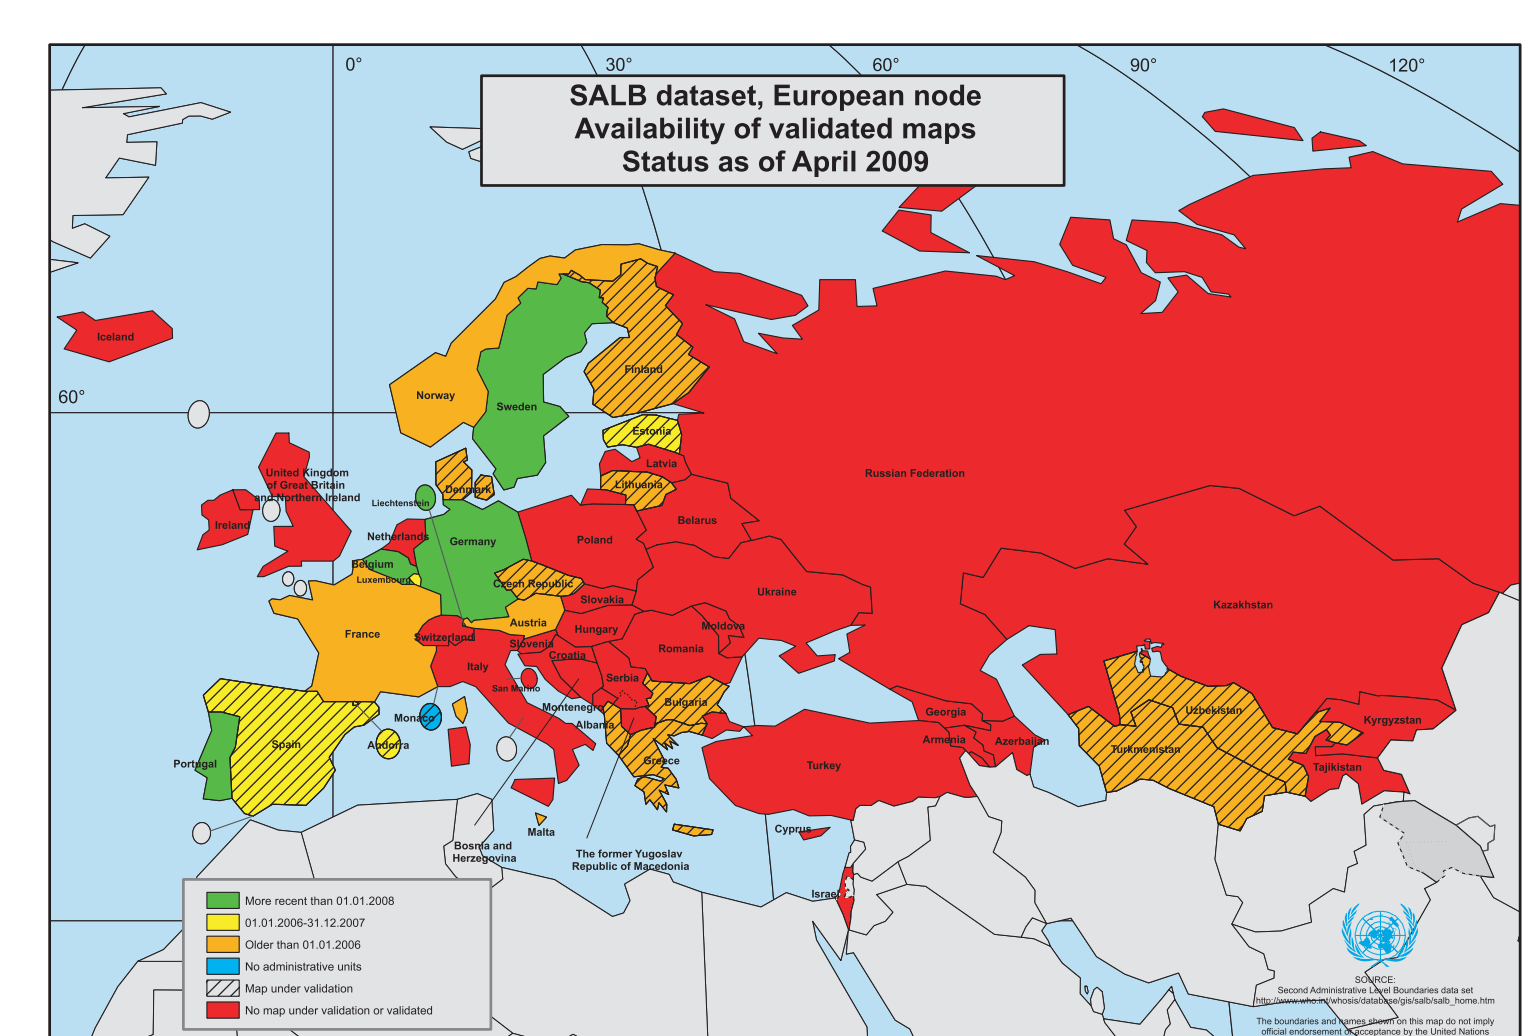 0°
30°
60°
90°
120°
SALB dataset, European node
Availability of validated maps
Status as of April 2009
Iceland
60°
Norway
Finland
Sweden
Estonia
Russian Federation
Latvia
United Kingdom
of Great Britain
and Northern Ireland
Lithuania
Denmark
Liechtenstein
Ireland
Belarus
Netherlands
Germany
Poland
Belgium
Luxembourg
Czech Republic
Ukraine
Slovakia
Kazakhstan
Austria
France
Hungary
Moldova
Switzerland
Slovenia
Croatia
Romania
Italy
Serbia
San Marino
Bulgaria
Montenegro
Monaco
Albania
Georgia
Uzbekistan
Kyrgyzstan
Spain
Andorra
Armenia
Azerbaijan
Turkmenistan
Portugal
Greece
Turkey
Tajikistan
Malta
Cyprus
Bosnia and
Herzegovina
The former Yugoslav
Republic of Macedonia
Israel
More recent than 01.01.2008
01.01.2006-31.12.2007
Older than 01.01.2006
No administrative units
Map under validation
No map under validation or validated
SOURCE:
Second Administrative Level Boundaries data set
http://www.who.int/whosis/database/gis/salb/salb_home.htm
The boundaries and names shown on this map do not imply
official endorsement or acceptance by the United Nations